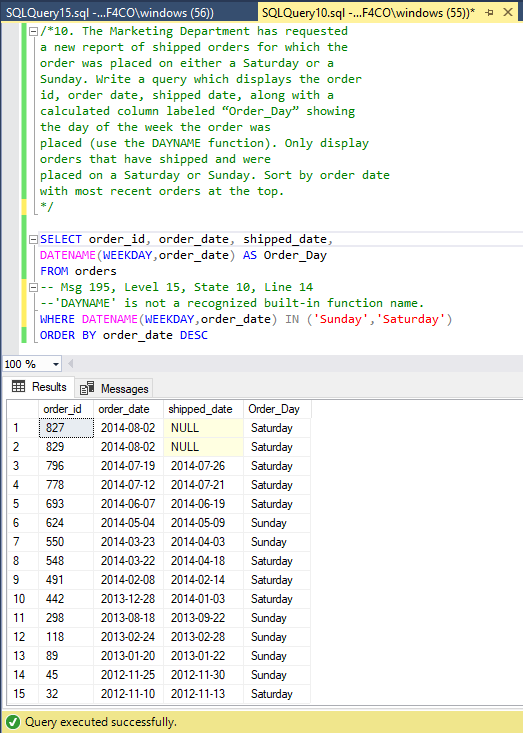 SQLQuery15.sql -...F4CO\windows (56))
SQLQuery10.sql -...F4CO\windows (55))*
/*10. The Marketing Department has requested
a new report of shipped orders for which the
order was placed on either a Saturday or a
Sunday. Write a query which displays the order
id, order date, shipped date, along with a
calculated column labeled “Order_Day” showing
the day of the week the order was
placed (use the DAYNAME function). Only display
orders that have shipped and were
placed on a Saturday or Sunday. Sort by order date
with most recent orders at the top.
*/
SELECT order_id, order_date, shipped_date,
DATENAME(WEEKDAY,order_date) AS Order_Day
FROM orders
-- Msg 195, Level 15, State 10, Line 14
--'DAYNAME' is not a recognized built-in function name.
WHERE DATENAME(WEEKDAY,order_date) IN ('Sunday','Saturday')
ORDER BY order_date DESC
100 %
Results Messages
order_id order_date shipped_date Order_Day
1 827 2014-08-02 NULL Saturday
2 829 2014-08-02 NULL Saturday
3 796 2014-07-19 2014-07-26 Saturday
4 778 2014-07-12 2014-07-21 Saturday
5 693 2014-06-07 2014-06-19 Saturday
6 624 2014-05-04 2014-05-09 Sunday
7 550 2014-03-23 2014-04-03 Sunday
8 548 2014-03-22 2014-04-18 Saturday
9 491 2014-02-08 2014-02-14 Saturday
10 442 2013-12-28 2014-01-03 Saturday
11 298 2013-08-18 2013-09-22 Sunday
12 118 2013-02-24 2013-02-28 Sunday
13 89 2013-01-20 2013-01-22 Sunday
14 45 2012-11-25 2012-11-30 Sunday
15 32 2012-11-10 2012-11-13 Saturday
Query executed successfully.